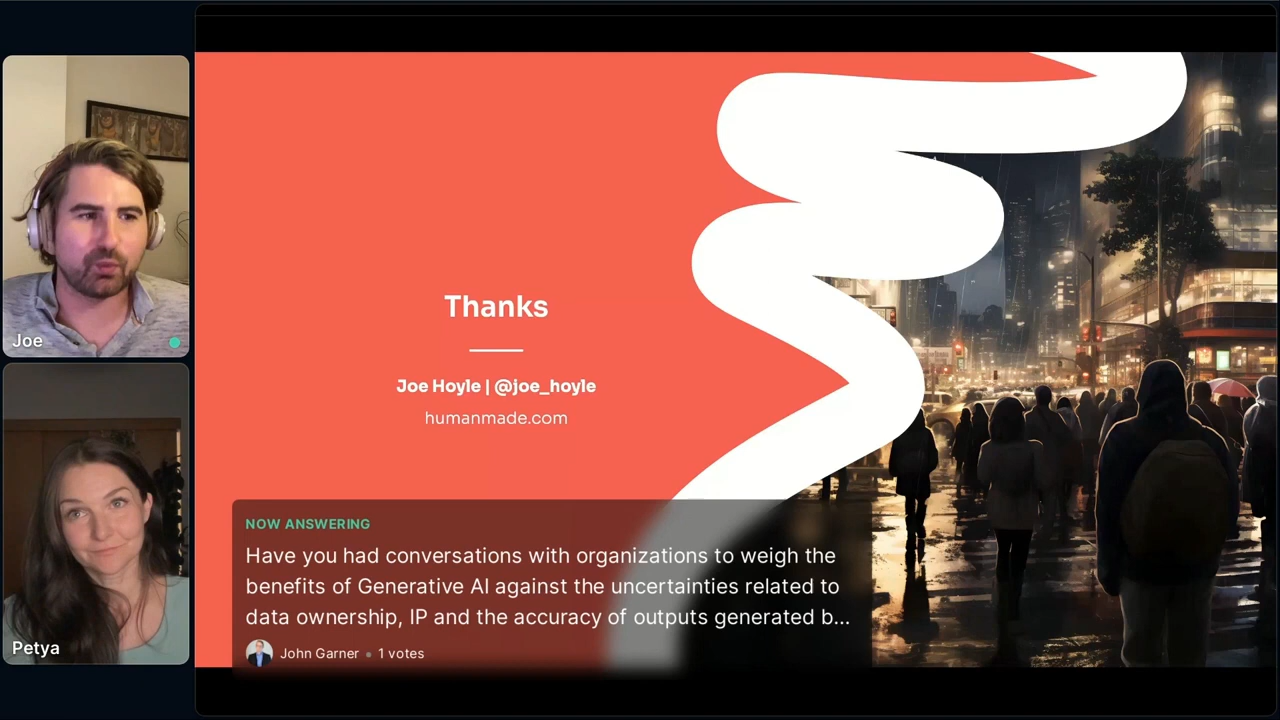 Joe
Petya
Thanks
Joe Hoyle | @joe_hoyle
humanmade.com
NOW ANSWERING
Have you had conversations with organizations to weigh the
benefits of Generative AI against the uncertainties related to
data ownership, IP and the accuracy of outputs generated b...
John Garner • 1 votes